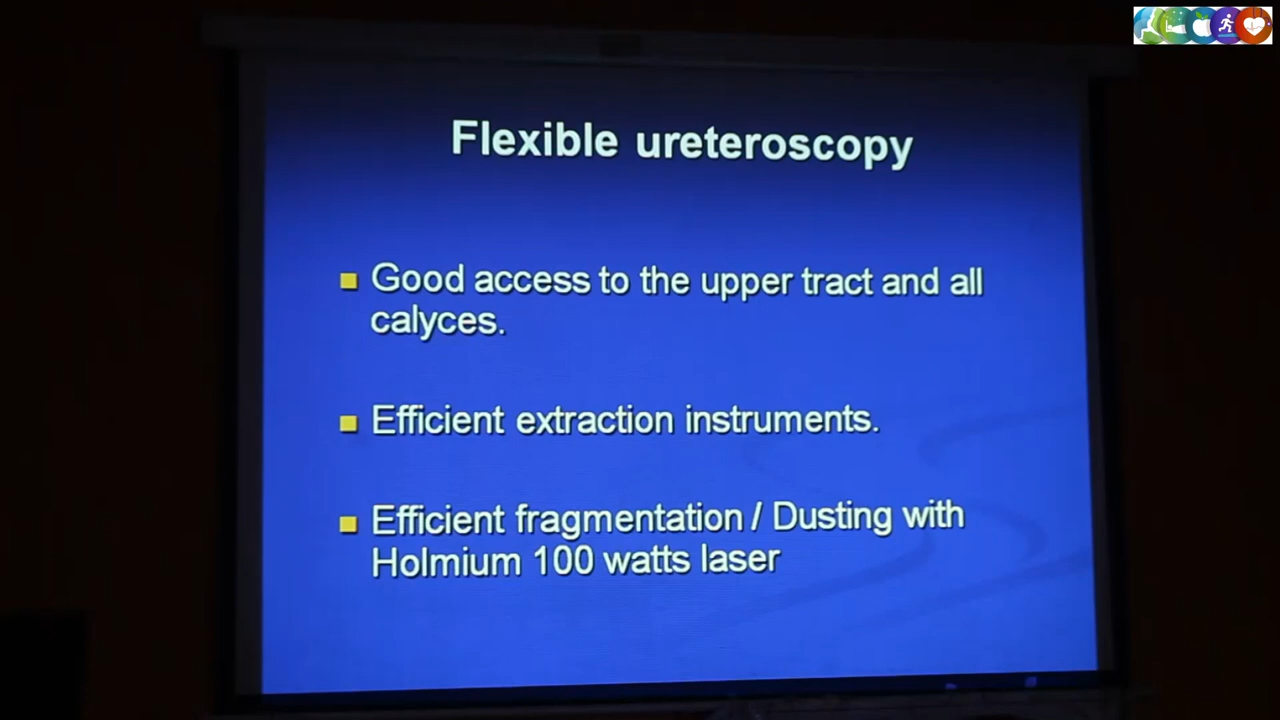 Flexible ureteroscopy
Good access to the upper tract and all
calyces.
Efficient extraction instruments.
Efficient fragmentation / Dusting with
Holmium 100 watts laser